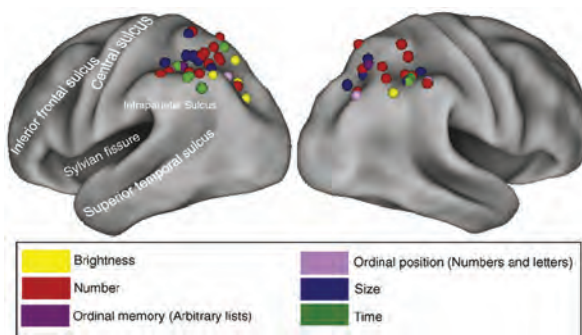 Inferior frontal sulcus
Central sulcus
Intraparietal Sulcus
Sylvian fissure
Superior temporal sulcus
Brightness
Number
Ordinal memory (Arbitrary lists)
Ordinal position (Numbers and letters)
Size
Time